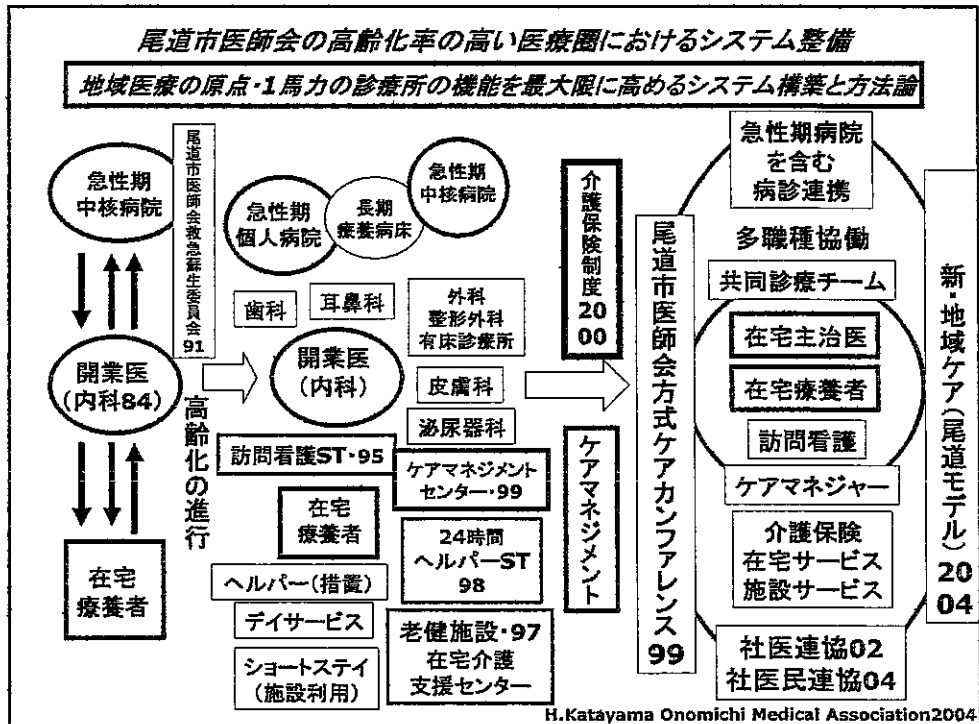 尾道市医師会の高齢化率の高い医療圏におけるシステム整備
地域医療の原点・1馬力の診療所の機能を最大限に高めるシステム構築と方法論
急性期
中核病院
開業医
(内科84)
在宅
療養者
尾道市医師会救急蘇生委員会91
高齢化の進行
急性期
個人病院
長期
療養病床
急性期
中核病院
歯科
耳鼻科
外科
整形外科
有床診療所
開業医
(内科)
皮膚科
泌尿器科
訪問看護ST・95
ケアマネジメント
センター・99
在宅
療養者
24時間
ヘルパーST
98
ヘルパー(措置)
デイサービス
ショートステイ
(施設利用)
老健施設・97
在宅介護
支援センター
介護保険制度2000
ケアマネジメント
尾道市医師会方式ケアカンファレンス99
急性期病院
を含む
病診連携
多職種協働
共同診療チーム
在宅主治医
在宅療養者
訪問看護
ケアマネジャー
介護保険
在宅サービス
施設サービス
社医連協02
社医民連協04
新・地域ケア(尾道モデル)2004
H.Katayama Onomichi Medical Association2004